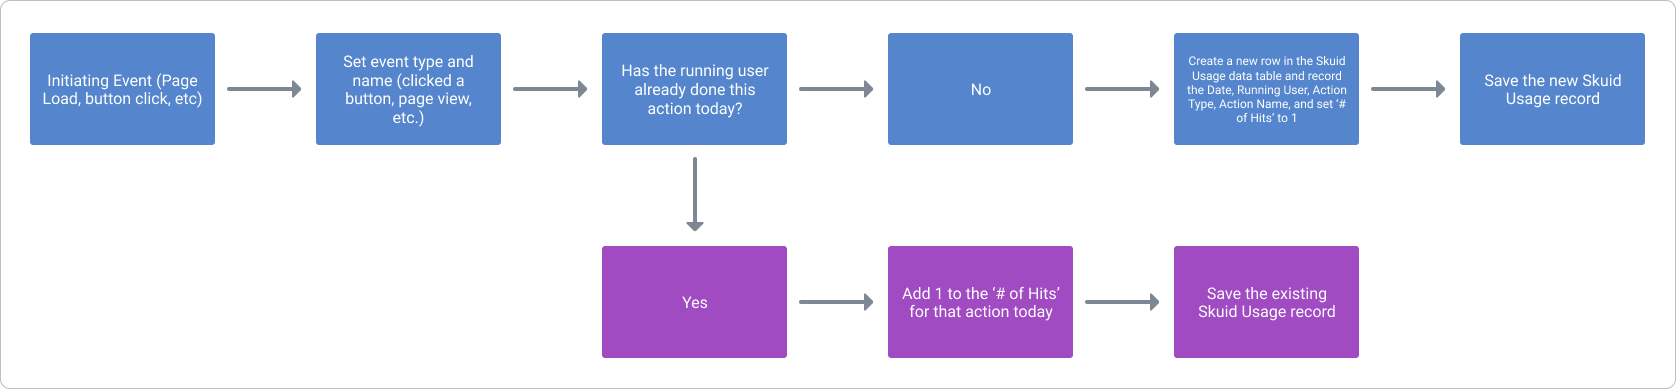 Initiating Event (Page
Load, button click, etc)
Set event type and
name (clicked a
button, page view,
etc.)
Has the running user
already done this
action today?
No
Create a new row in the Skuid
Usage data table and record
the Date, Running User, Action
Type, Action Name, and set ‘#
of Hits’ to 1
Save the new Skuid
Usage record
Yes
Add 1 to the ‘# of Hits’
for that action today
Save the existing
Skuid Usage record